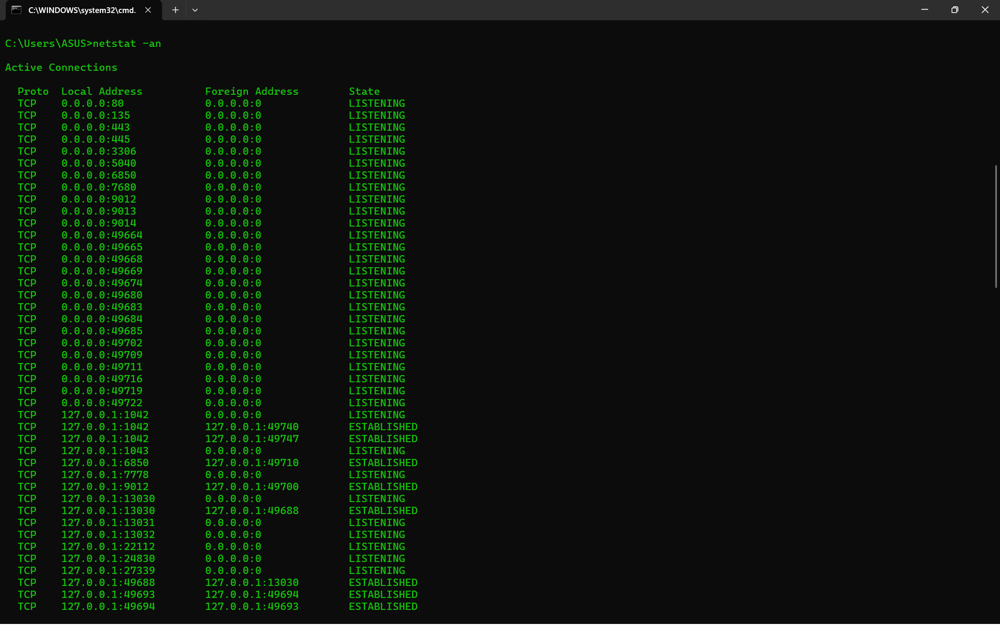 C:\WINDOWS\system32\cmd.
C:\Users\ASUS>netstat -an
Active Connections
Proto  Local Address          Foreign Address        State
TCP    0.0.0.0:80             0.0.0.0:0              LISTENING
TCP    0.0.0.0:135            0.0.0.0:0              LISTENING
TCP    0.0.0.0:443            0.0.0.0:0              LISTENING
TCP    0.0.0.0:445            0.0.0.0:0              LISTENING
TCP    0.0.0.0:3306           0.0.0.0:0              LISTENING
TCP    0.0.0.0:5040           0.0.0.0:0              LISTENING
TCP    0.0.0.0:6850           0.0.0.0:0              LISTENING
TCP    0.0.0.0:7680           0.0.0.0:0              LISTENING
TCP    0.0.0.0:9012           0.0.0.0:0              LISTENING
TCP    0.0.0.0:9013           0.0.0.0:0              LISTENING
TCP    0.0.0.0:9014           0.0.0.0:0              LISTENING
TCP    0.0.0.0:49664          0.0.0.0:0              LISTENING
TCP    0.0.0.0:49665          0.0.0.0:0              LISTENING
TCP    0.0.0.0:49668          0.0.0.0:0              LISTENING
TCP    0.0.0.0:49669          0.0.0.0:0              LISTENING
TCP    0.0.0.0:49674          0.0.0.0:0              LISTENING
TCP    0.0.0.0:49680          0.0.0.0:0              LISTENING
TCP    0.0.0.0:49683          0.0.0.0:0              LISTENING
TCP    0.0.0.0:49684          0.0.0.0:0              LISTENING
TCP    0.0.0.0:49685          0.0.0.0:0              LISTENING
TCP    0.0.0.0:49702          0.0.0.0:0              LISTENING
TCP    0.0.0.0:49709          0.0.0.0:0              LISTENING
TCP    0.0.0.0:49711          0.0.0.0:0              LISTENING
TCP    0.0.0.0:49716          0.0.0.0:0              LISTENING
TCP    0.0.0.0:49719          0.0.0.0:0              LISTENING
TCP    0.0.0.0:49722          0.0.0.0:0              LISTENING
TCP    127.0.0.1:1042         0.0.0.0:0              LISTENING
TCP    127.0.0.1:1042         127.0.0.1:49740        ESTABLISHED
TCP    127.0.0.1:1042         127.0.0.1:49747        ESTABLISHED
TCP    127.0.0.1:1043         0.0.0.0:0              LISTENING
TCP    127.0.0.1:6850         127.0.0.1:49710        ESTABLISHED
TCP    127.0.0.1:7778         0.0.0.0:0              LISTENING
TCP    127.0.0.1:9012         127.0.0.1:49700        ESTABLISHED
TCP    127.0.0.1:13030        0.0.0.0:0              LISTENING
TCP    127.0.0.1:13030        127.0.0.1:49688        ESTABLISHED
TCP    127.0.0.1:13031        0.0.0.0:0              LISTENING
TCP    127.0.0.1:13032        0.0.0.0:0              LISTENING
TCP    127.0.0.1:22112        0.0.0.0:0              LISTENING
TCP    127.0.0.1:24830        0.0.0.0:0              LISTENING
TCP    127.0.0.1:27339        0.0.0.0:0              LISTENING
TCP    127.0.0.1:49688        127.0.0.1:13030        ESTABLISHED
TCP    127.0.0.1:49693        127.0.0.1:49694        ESTABLISHED
TCP    127.0.0.1:49694        127.0.0.1:49693        ESTABLISHED